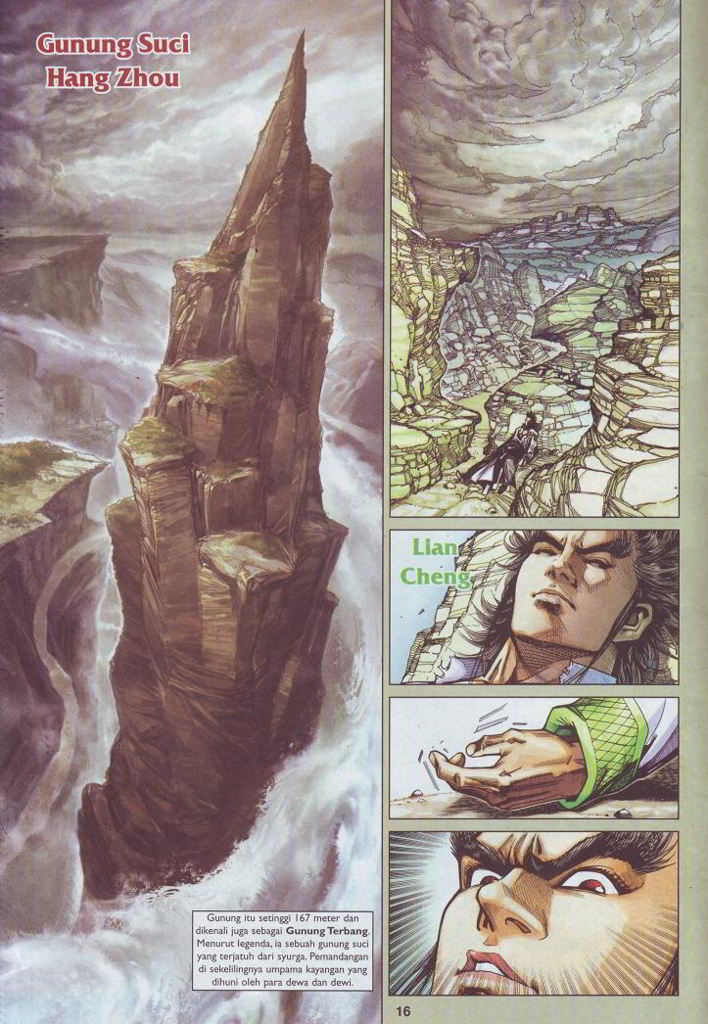 Gunung Suci
Hang Zhou
Lian
Cheng
Gunung itu setinggi 167 meter dan
dikenali juga sebagai Gunung Terbang.
Menurut legenda, ia sebuah gunung suci
yang terjatuh dari syurga. Pemandangan
di sekelilingnya umpama kayangan yang
dihuni oleh para dewa dan dewi.
16